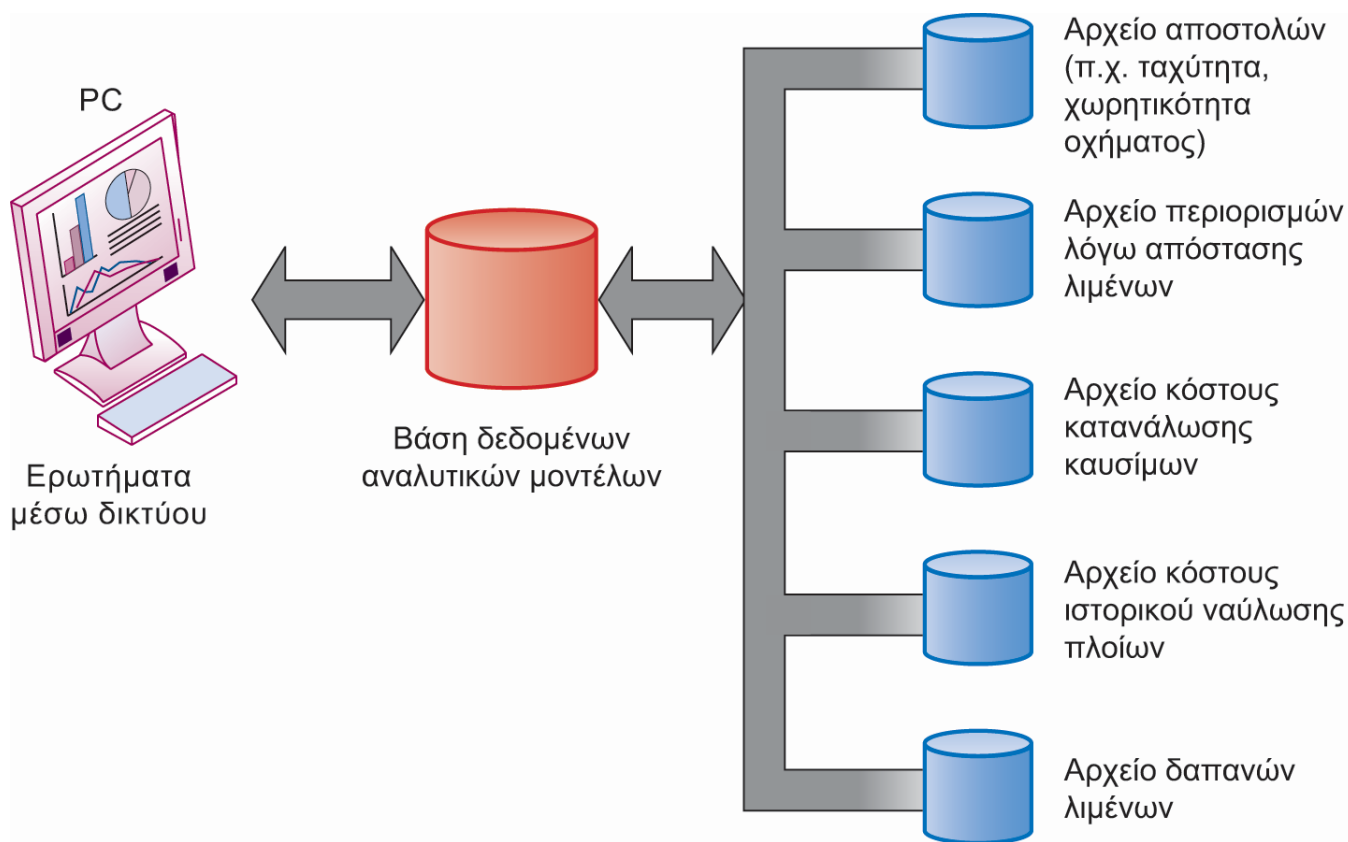 PC
Ερωτήματα
μέσω δικτύου
Βάση δεδομένων
αναλυτικών μοντέλων
Αρχείο αποστολών
(π.χ. ταχύτητα,
χωρητικότητα
οχήματος)
Αρχείο περιορισμών
λόγω απόστασης
λιμένων
Αρχείο κόστους
κατανάλωσης
καυσίμων
Αρχείο κόστους
ιστορικού ναύλωσης
πλοίων
Αρχείο δαπανών
λιμένων